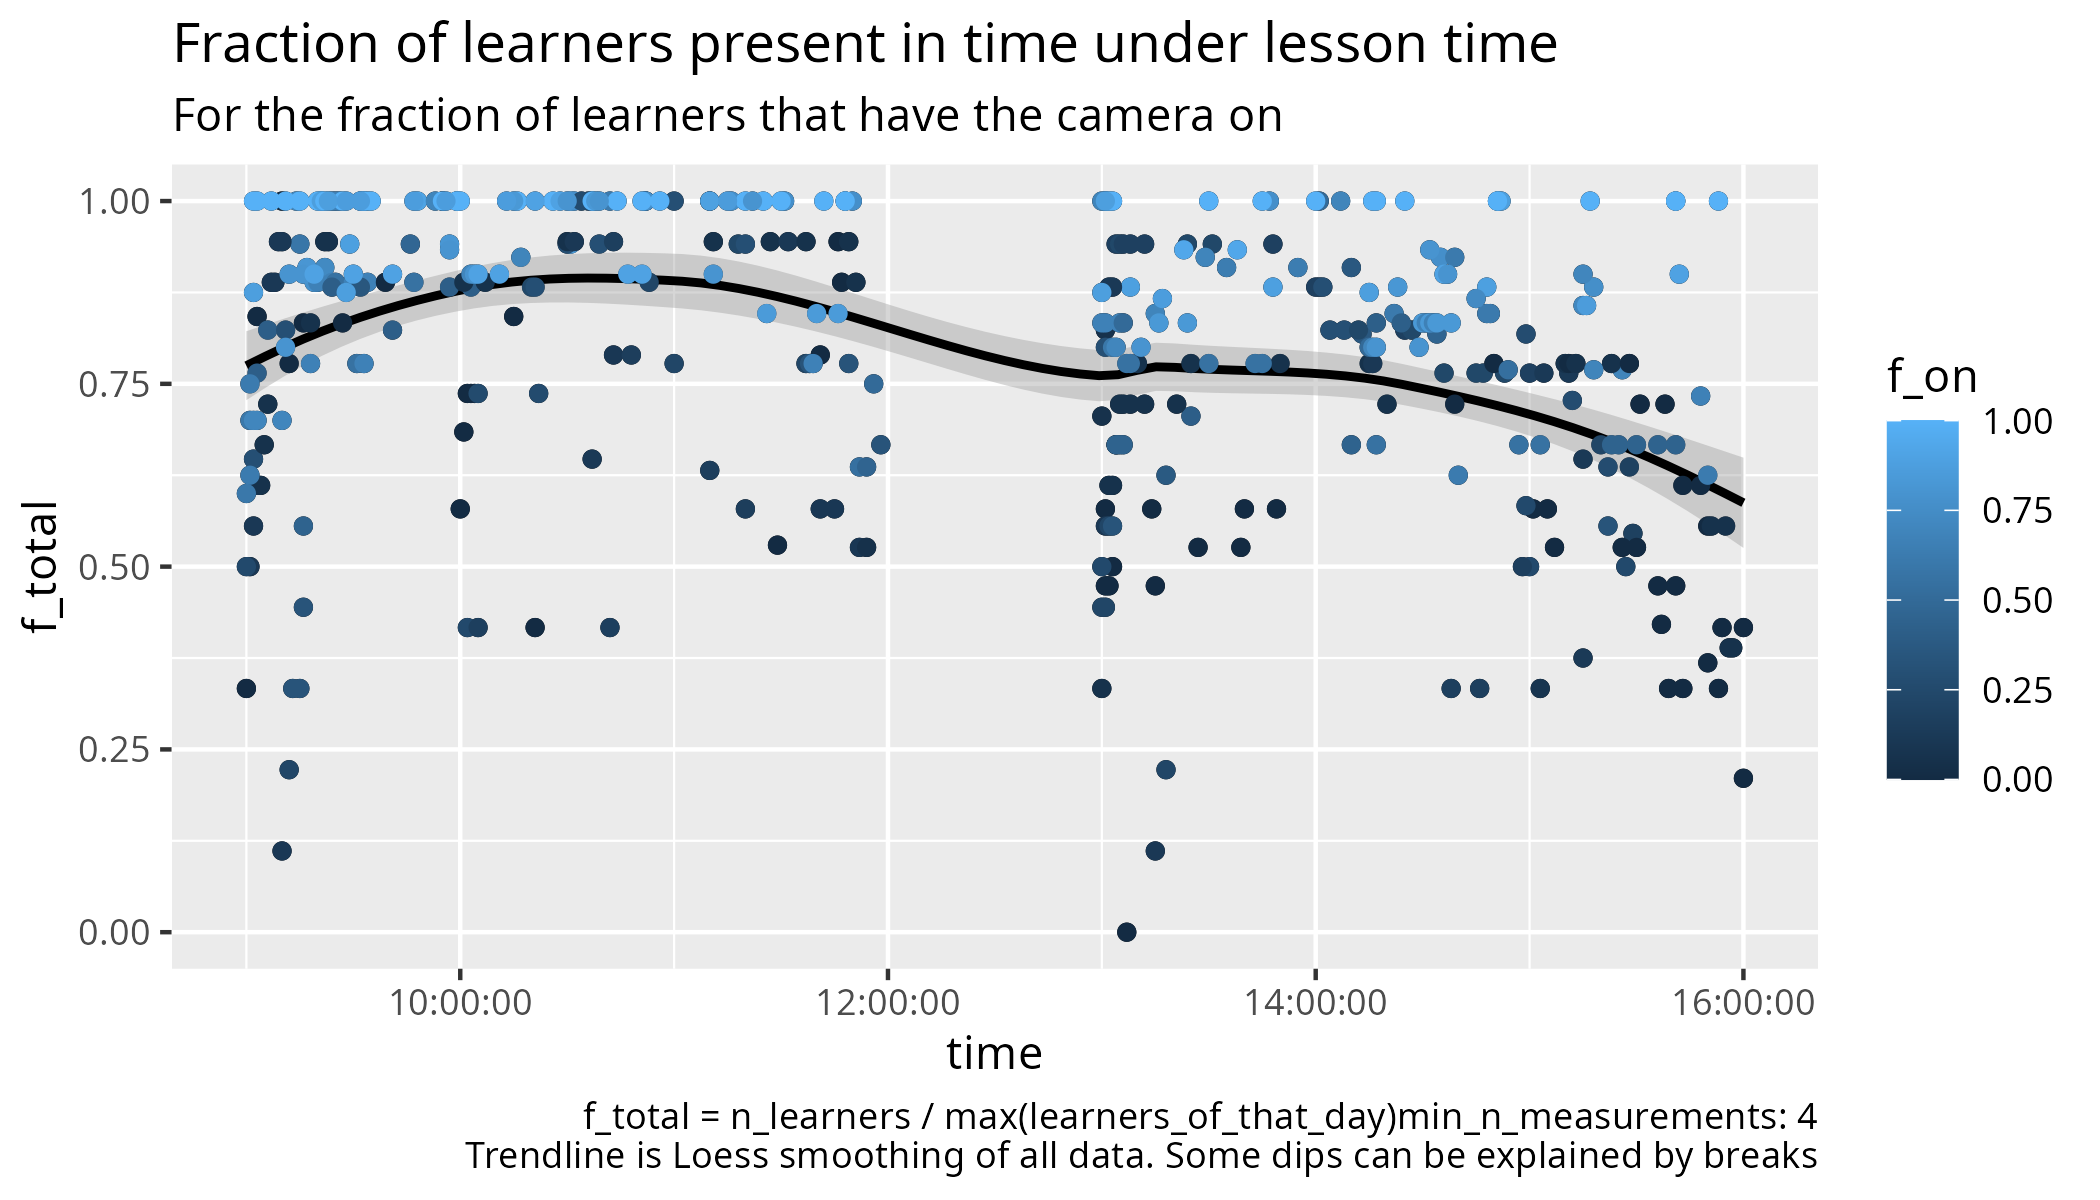 Fraction of learners present in time under lesson time
For the fraction of learners that have the camera on
1.00
0.75
0.50
0.25
0.00
f_total
10:00:00
12:00:00
14:00:00
16:00:00
time
f_on
1.00
0.75
0.50
0.25
0.00
f_total = n_learners / max(learners_of_that_day)min_n_measurements: 4
Trendline is Loess smoothing of all data. Some dips can be explained by breaks